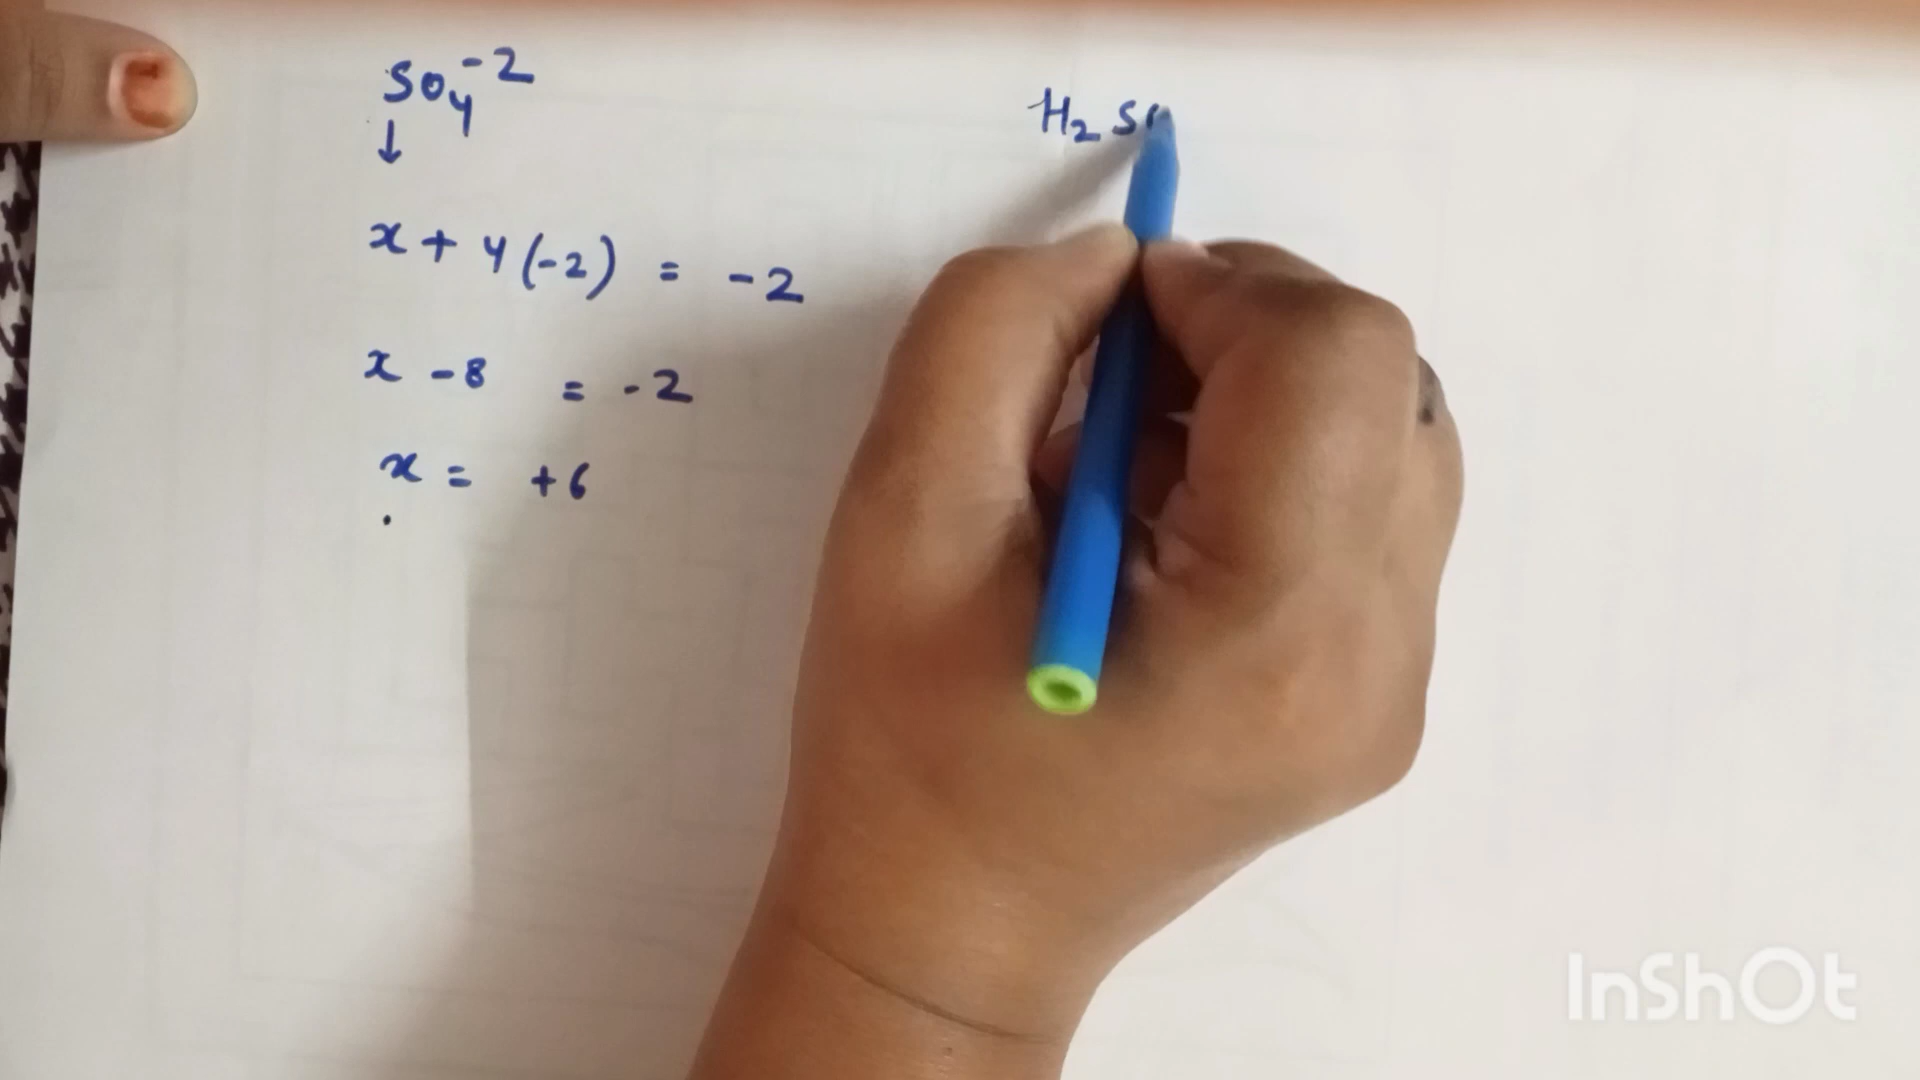 SO₄⁻²
↓
x + 4(-2) = -2
x - 8 = -2
x = +6
H₂ S
InShOt